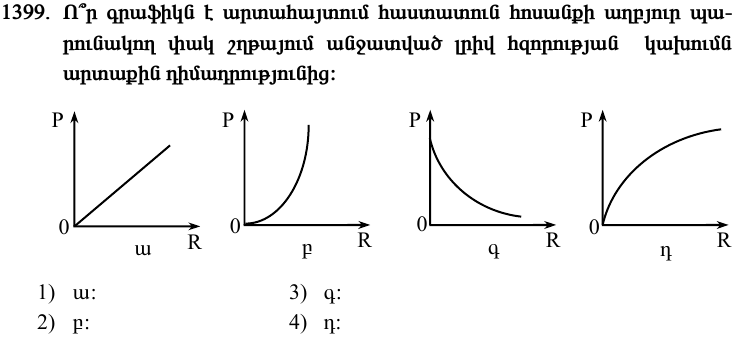 1399. Ո՞ր գրաֆիկն է արտահայտում հաստատուն հոսանքի աղբյուր պա-
րունակող փակ շղթայում անջատված լրիվ հզորության կախումն
արտաքին դիմադրությունից:
P P P P
0 R 0 R 0 R 0 R
ա բ գ դ
1) ա: 3) գ:
2) բ: 4) դ: